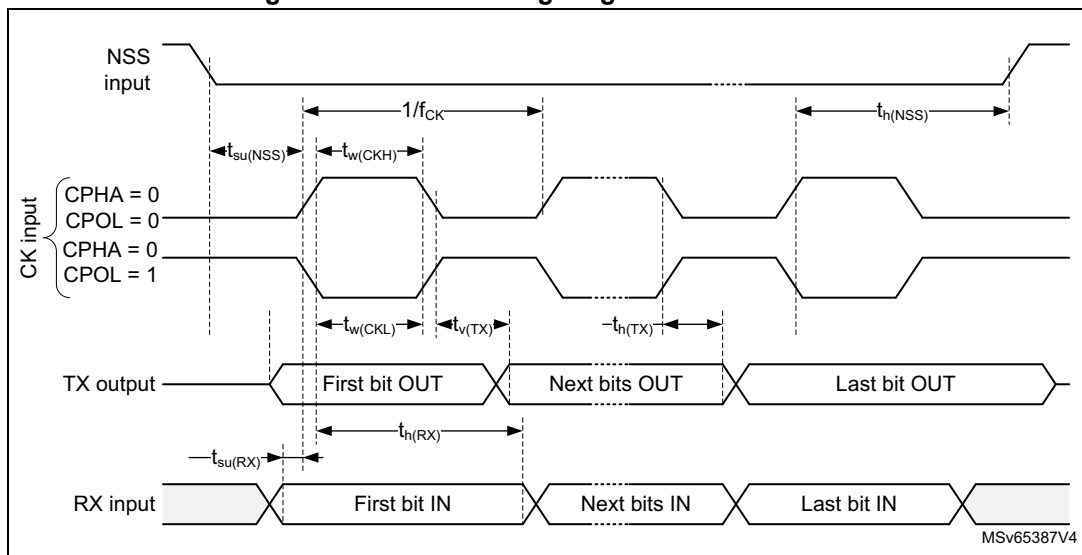 NSS
input
1/fCK
th(NSS)
tsu(NSS)
tw(CKH)
CK input
CPHA = 0
CPOL = 0
CPHA = 0
CPOL = 1
tw(CKL)
tv(TX)
th(TX)
TX output
First bit OUT
Next bits OUT
Last bit OUT
th(RX)
tsu(RX)
RX input
First bit IN
Next bits IN
Last bit IN
MSv65387V4